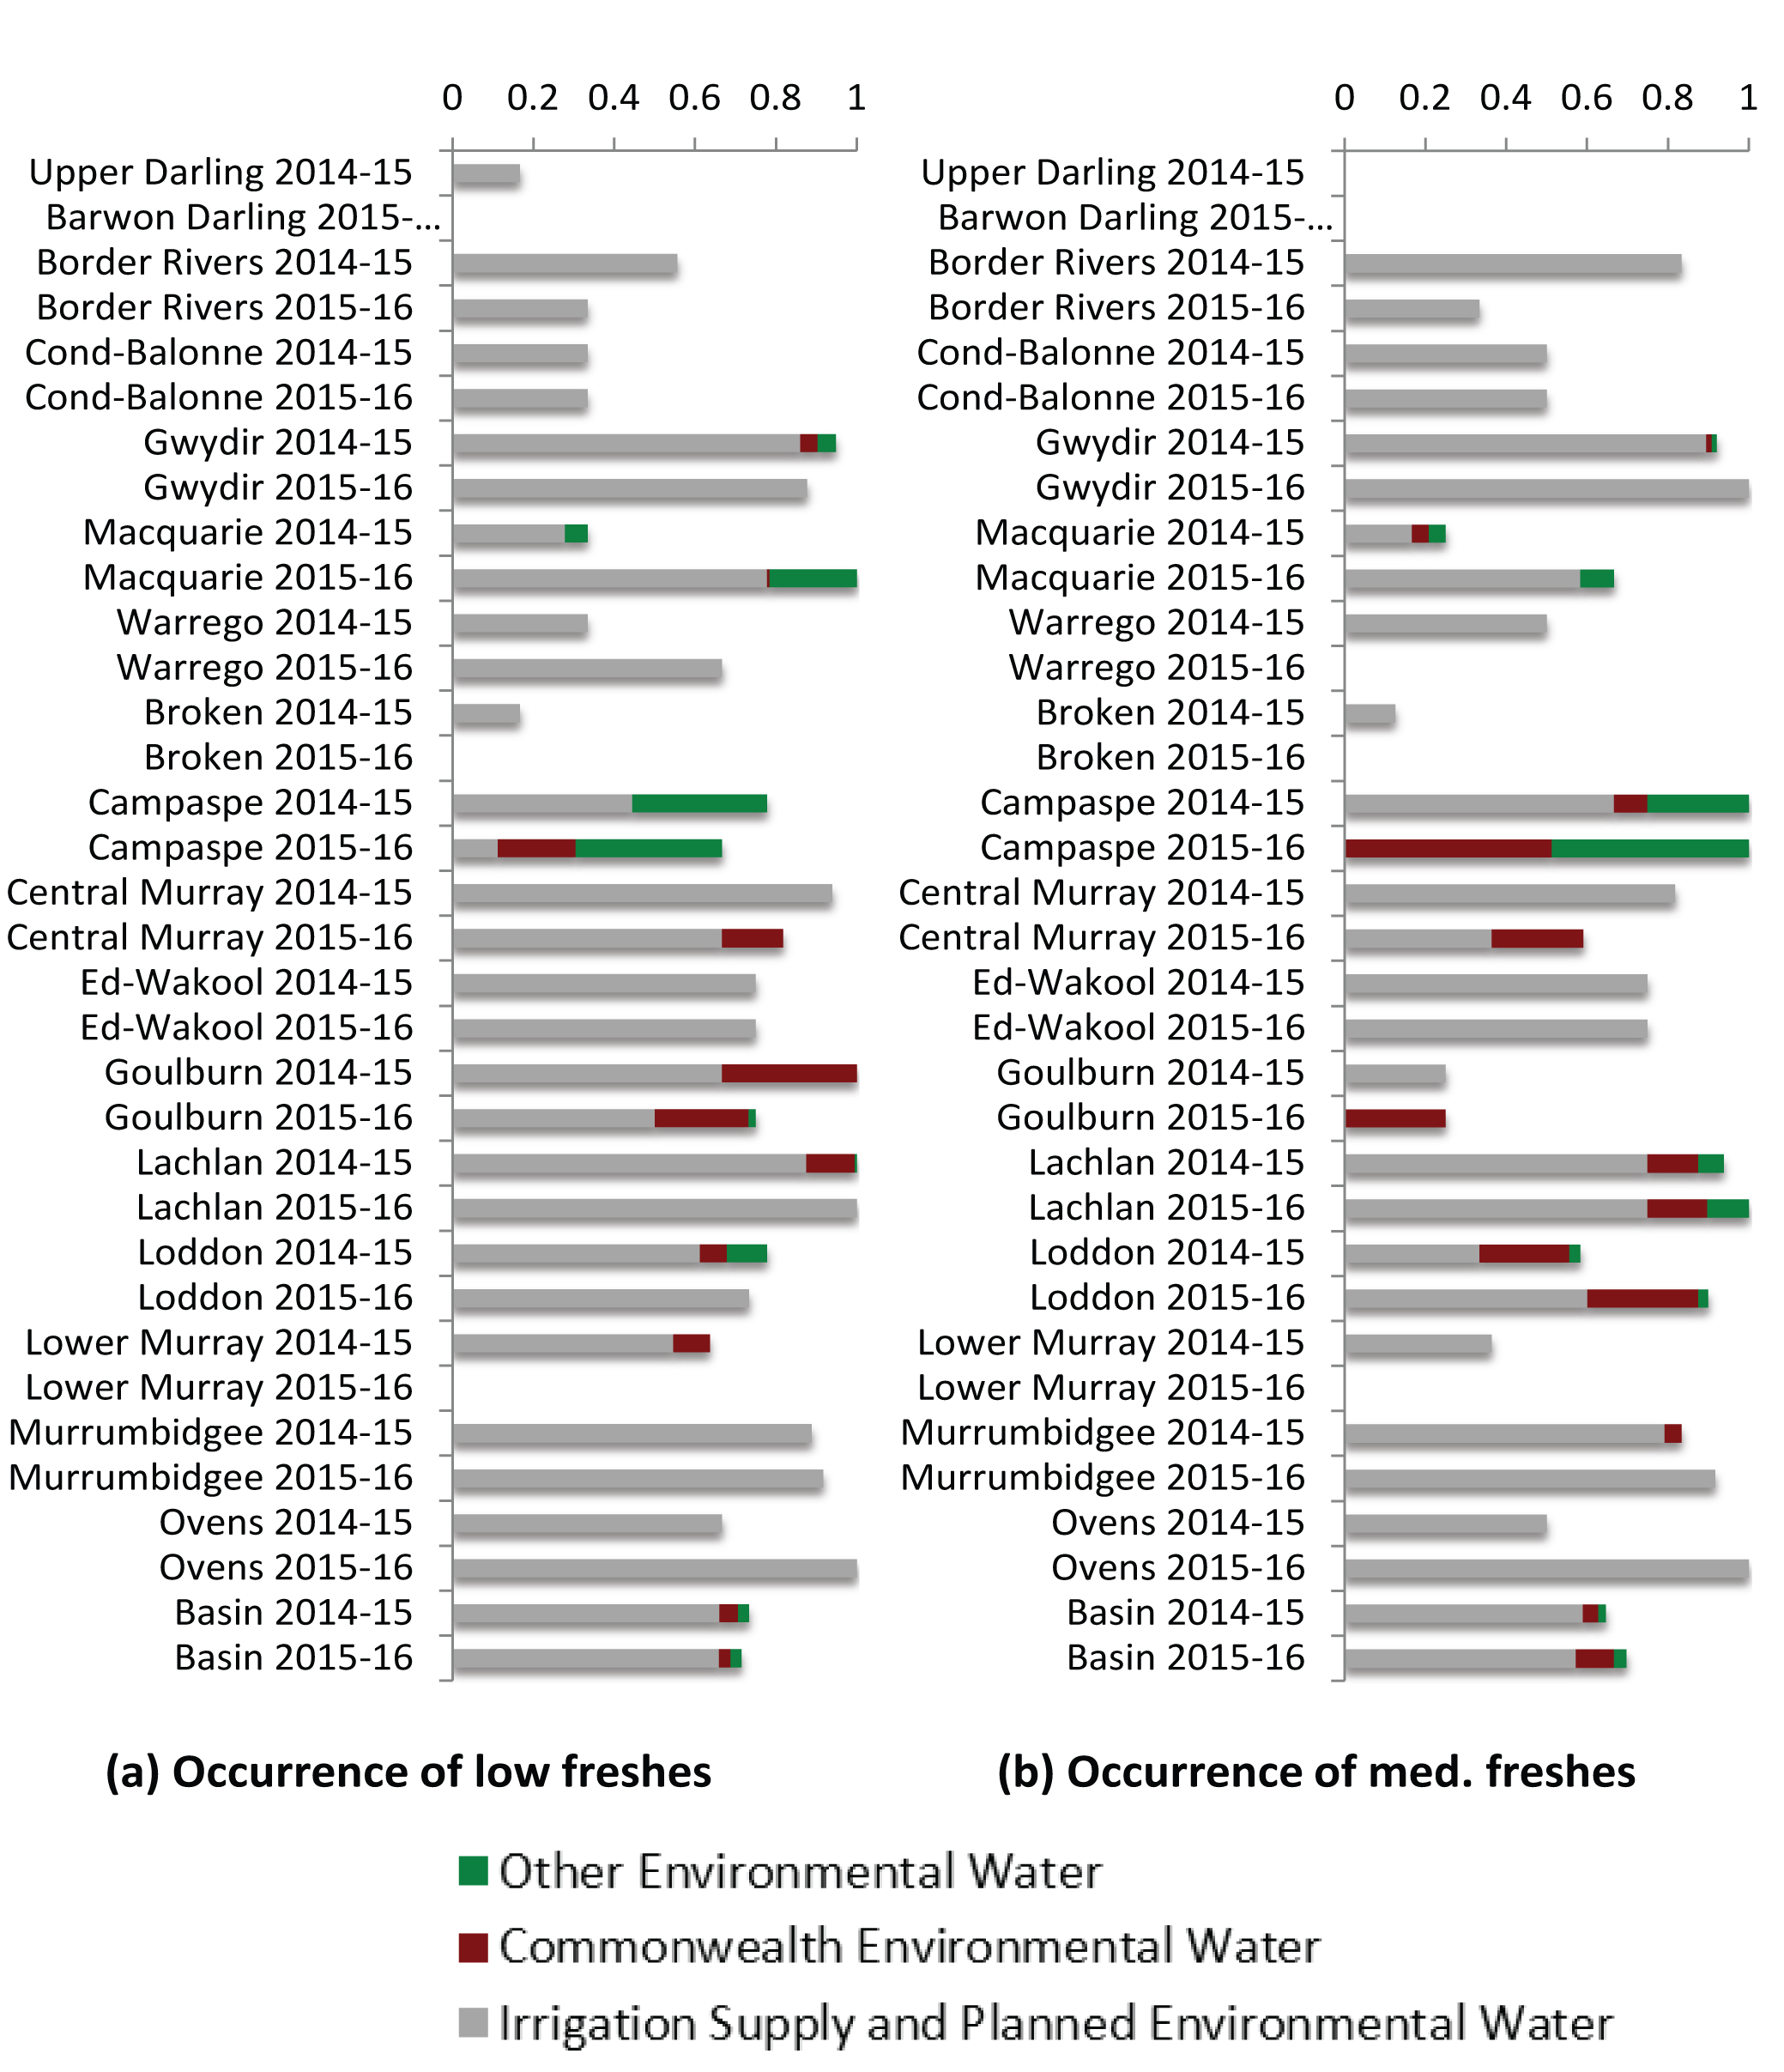 0 0.2 0.4 0.6 0.8 1
Upper Darling 2014-15
Barwon Darling 2015-...
Border Rivers 2014-15
Border Rivers 2015-16
Cond-Balonne 2014-15
Cond-Balonne 2015-16
Gwydir 2014-15
Gwydir 2015-16
Macquarie 2014-15
Macquarie 2015-16
Warrego 2014-15
Warrego 2015-16
Broken 2014-15
Broken 2015-16
Campaspe 2014-15
Campaspe 2015-16
Central Murray 2014-15
Central Murray 2015-16
Ed-Wakool 2014-15
Ed-Wakool 2015-16
Goulburn 2014-15
Goulburn 2015-16
Lachlan 2014-15
Lachlan 2015-16
Loddon 2014-15
Loddon 2015-16
Lower Murray 2014-15
Lower Murray 2015-16
Murrumbidgee 2014-15
Murrumbidgee 2015-16
Ovens 2014-15
Ovens 2015-16
Basin 2014-15
Basin 2015-16
(a) Occurrence of low freshes
0 0.2 0.4 0.6 0.8 1
Upper Darling 2014-15
Barwon Darling 2015-...
Border Rivers 2014-15
Border Rivers 2015-16
Cond-Balonne 2014-15
Cond-Balonne 2015-16
Gwydir 2014-15
Gwydir 2015-16
Macquarie 2014-15
Macquarie 2015-16
Warrego 2014-15
Warrego 2015-16
Broken 2014-15
Broken 2015-16
Campaspe 2014-15
Campaspe 2015-16
Central Murray 2014-15
Central Murray 2015-16
Ed-Wakool 2014-15
Ed-Wakool 2015-16
Goulburn 2014-15
Goulburn 2015-16
Lachlan 2014-15
Lachlan 2015-16
Loddon 2014-15
Loddon 2015-16
Lower Murray 2014-15
Lower Murray 2015-16
Murrumbidgee 2014-15
Murrumbidgee 2015-16
Ovens 2014-15
Ovens 2015-16
Basin 2014-15
Basin 2015-16
(b) Occurrence of med. freshes
Other Environmental Water
Commonwealth Environmental Water
Irrigation Supply and Planned Environmental Water